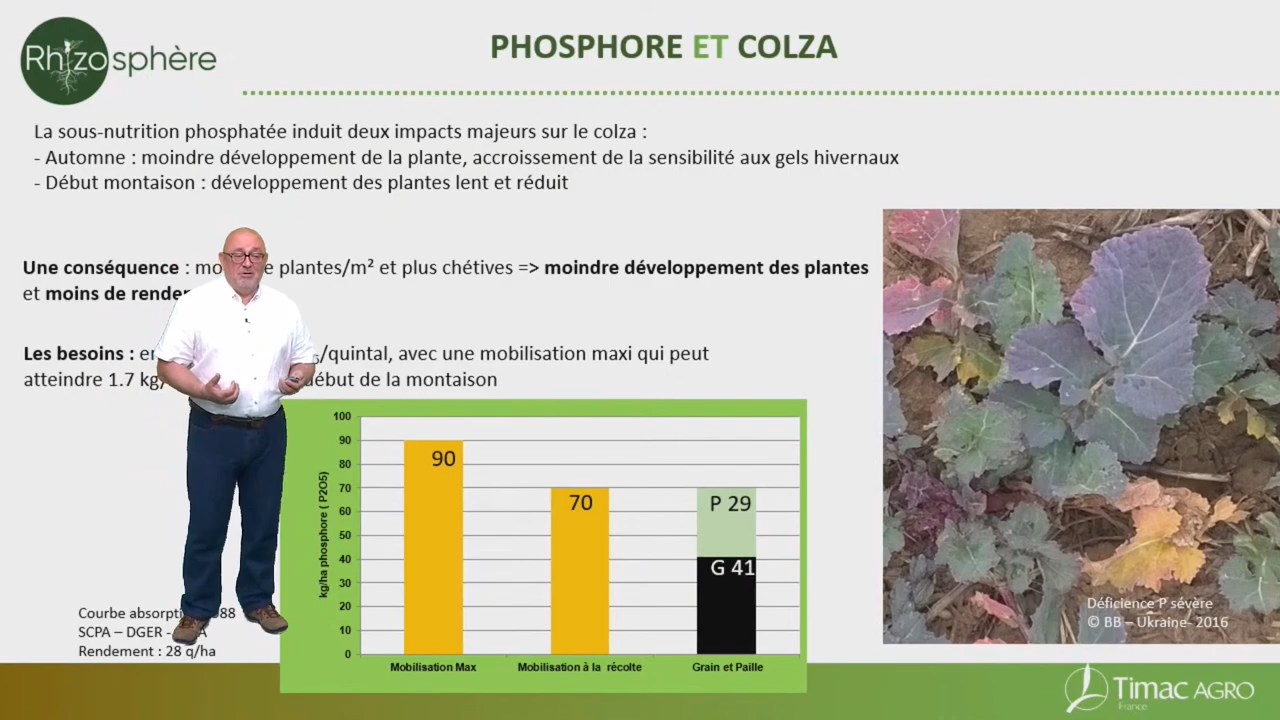 Rhizosphère
PHOSPHORE ET COLZA
La sous-nutrition phosphatée induit deux impacts majeurs sur le colza :
- Automne : moindre développement de la plante, accroissement de la sensibilité aux gels hivernaux
- Début montaison : développement des plantes lent et réduit
Une conséquence : plantes/m² et plus chétives => moindre développement des plantes
et moins de
Les besoins : /quintal, avec une mobilisation maxi qui peut
atteindre 1.7 début de la montaison
100
90
80
70
60
50
40
30
20
10
0
kg/ha phosphore ( P2O5)
90
70
P 29
G 41
Mobilisation Max
Mobilisation à la récolte
Grain et Paille
Courbe 88
SCPA – DGER -
Rendement : 28 q/ha
Déficience P sévère
© BB – Ukraine- 2016
Timac AGRO
France